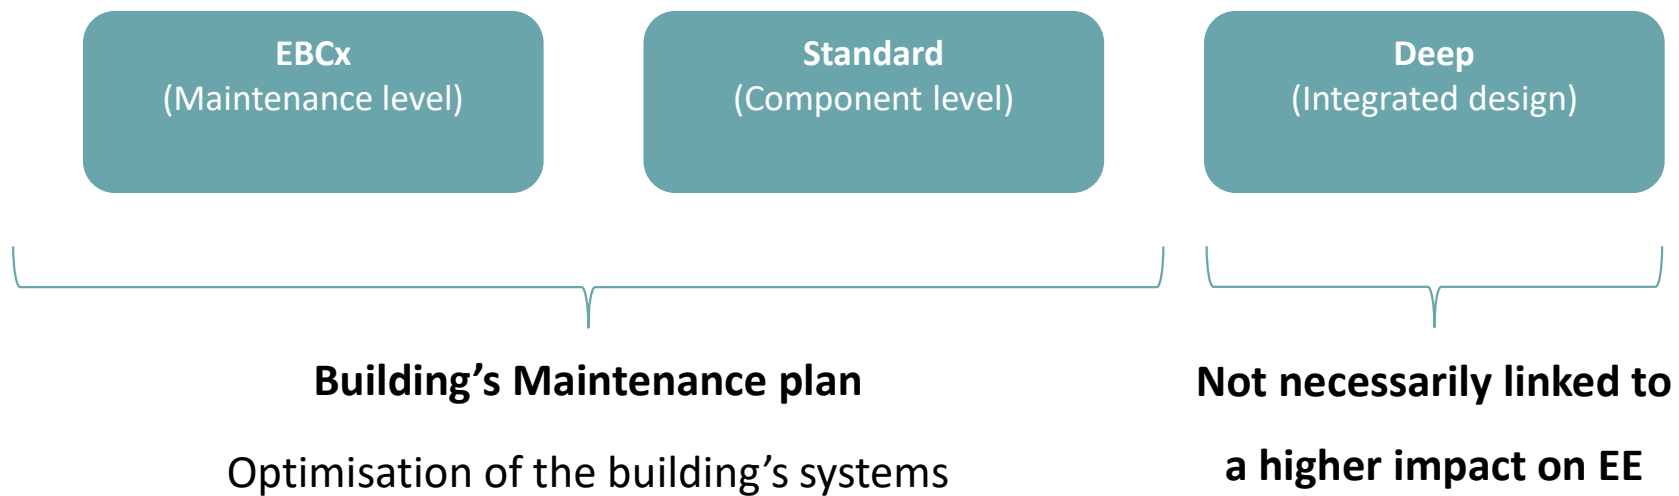 EBCx
(Maintenance level)
Standard
(Component level)
Deep
(Integrated design)
Building’s Maintenance plan
Optimisation of the building’s systems
Not necessarily linked to
a higher impact on EE